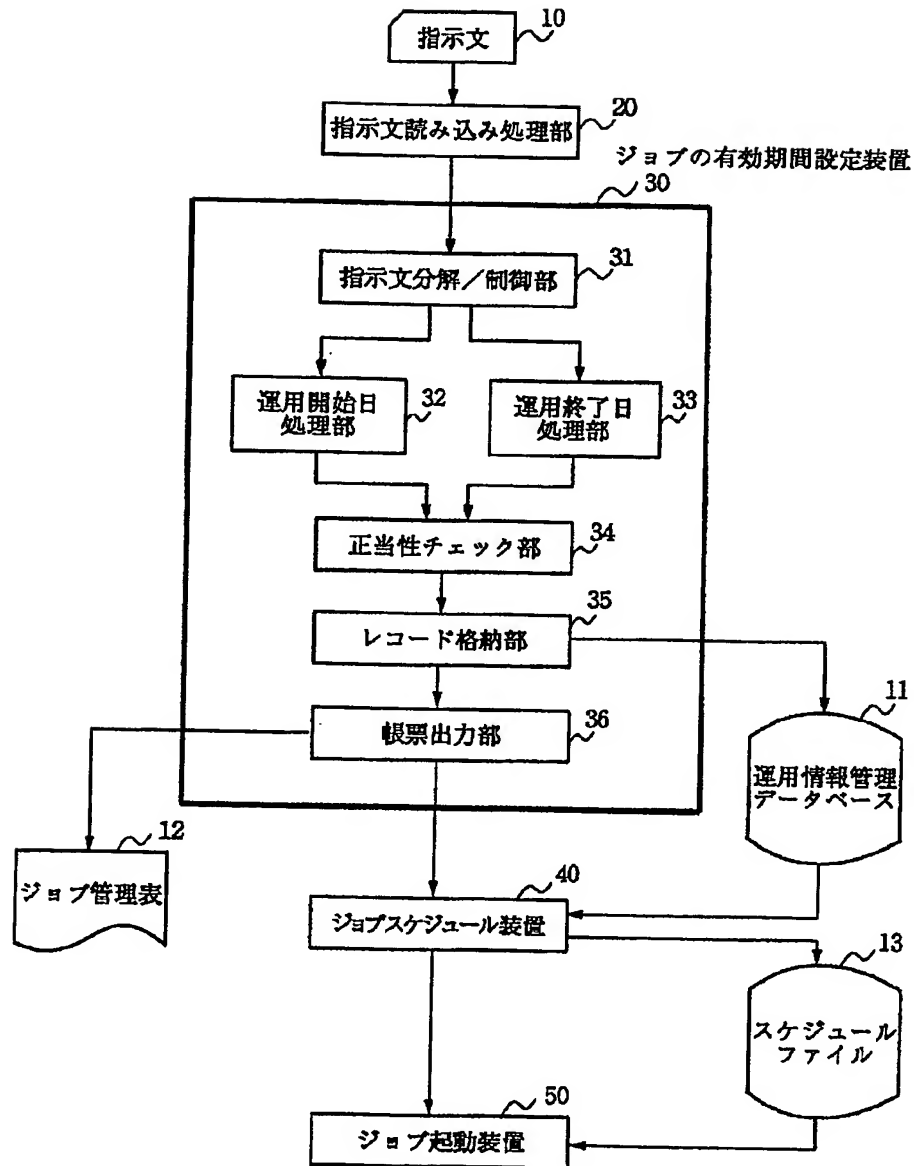 10
指示文
20
指示文読み込み処理部
ジョブの有効期間設定装置
30
31
指示文分解／制御部
運用開始日
処理部
32
運用終了日
処理部
33
正当性チェック部
34
35
レコード格納部
36
帳票出力部
11
運用情報管理
データベース
12
ジョブ管理表
40
ジョブスケジュール装置
13
スケジュール
ファイル
50
ジョブ起動装置